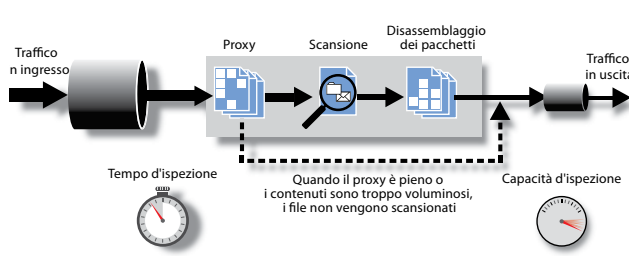 Traffico
n ingresso
Proxy
Scansione
Disassemblaggio
dei pacchetti
Traffico
in uscita
Tempo d'ispezione
Quando il proxy è pieno o
i contenuti sono troppo voluminosi,
i file non vengono scansionati
Capacità d'ispezione